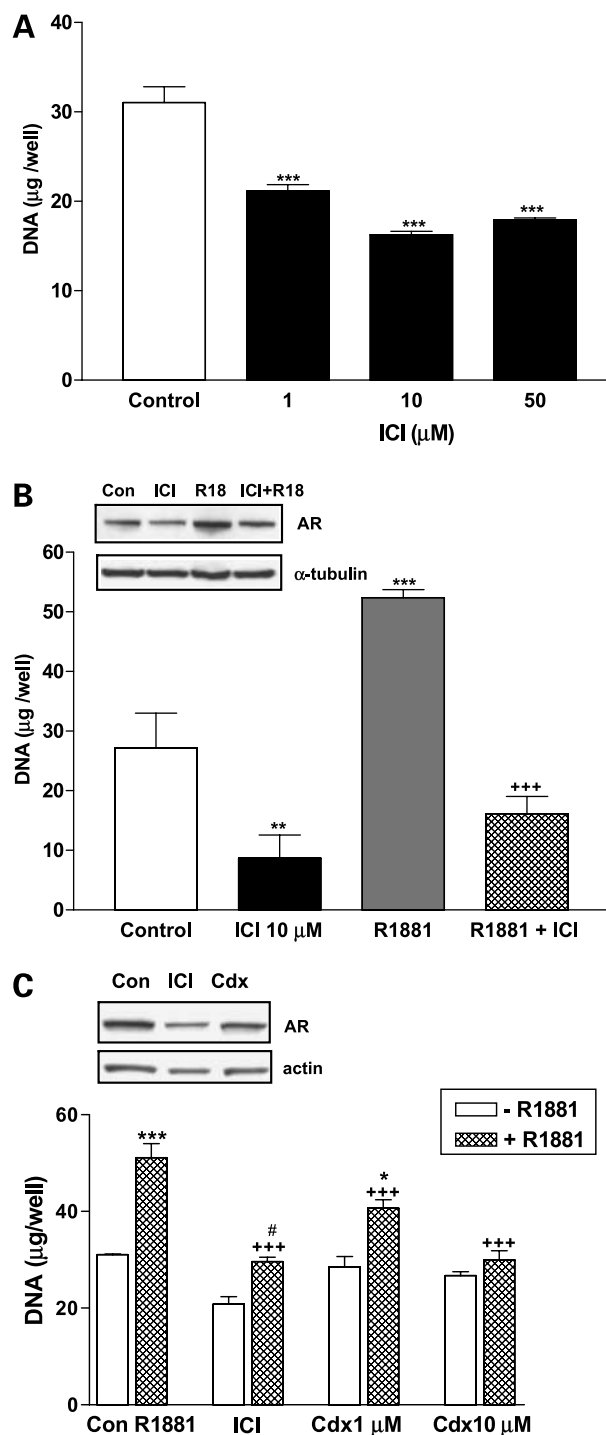 A
DNA (μg /well)
40
30
20
10
0
***
***
***
Control 1 10 50
ICI (μM)
B
Con ICI R18 ICI+R18
AR
α-tubulin
DNA (μg /well)
60
50
40
30
20
10
0
**
***
+++
Control ICI 10 μM R1881 R1881 + ICI
C
Con ICI Cdx
AR
actin
- R1881
+ R1881
DNA (μg/well)
60
40
20
0
***
#
+++
*
+++
+++
Con R1881 ICI Cdx1 μM Cdx10 μM